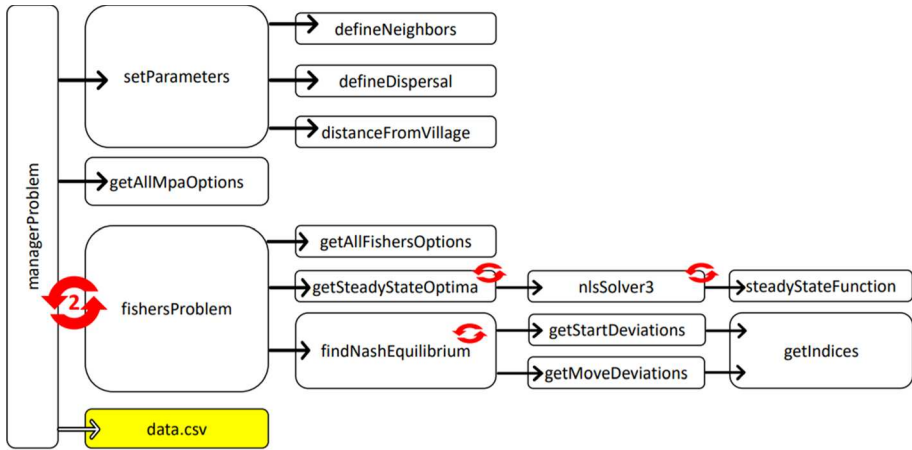 managerProblem
setParameters
defineNeighbors
defineDispersal
distanceFromVillage
getAllMpaOptions
2
fishersProblem
getAllFishersOptions
getSteadyStateOptima
nlsSolver3
steadyStateFunction
findNashEquilibrium
getStartDeviations
getMoveDeviations
getIndices
data.csv